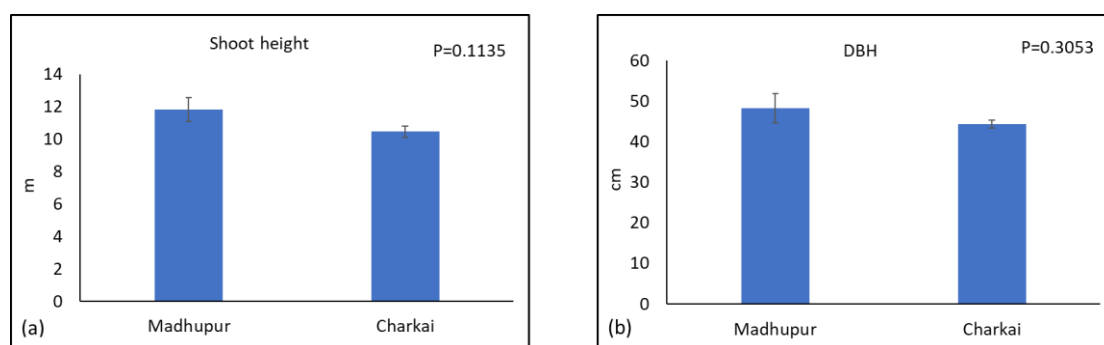 Shoot height
P=0.1135
14
12
10
8
6
4
2
0
m
Madhupur
Charkai
(a)
DBH
P=0.3053
60
50
40
30
20
10
0
cm
Madhupur
Charkai
(b)